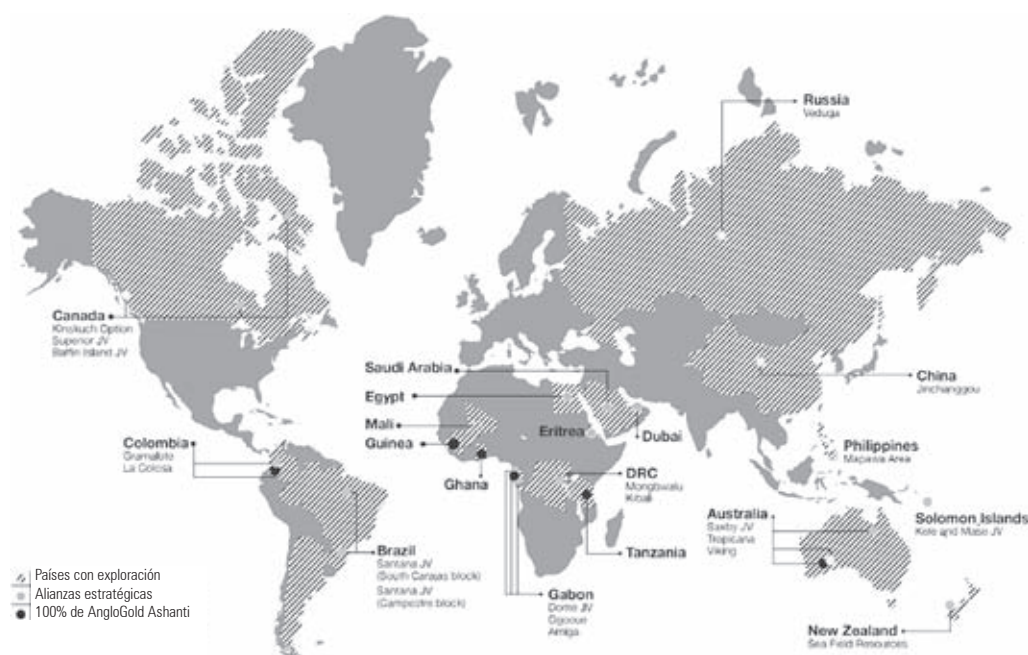 Russia
Veduga
Canada
Kinskuch Option
Superior JV
Baffin Island JV
Saudi Arabia
Egypt
Mali
Guinea
Eritrea
Dubai
China
Jinchanggou
Colombia
Gramalote
La Colosa
Ghana
DRC
Mongbwalu
Kibali
Philippines
Mapawa Area
Australia
Saxby JV
Tropicana
Viking
Solomon Islands
Kele and Mase JV
Brazil
Santana JV
(South Carajas block)
Santana JV
(Campestre block)
Tanzania
Gabon
Dome JV
Ogooue
Amiga
New Zealand
Sea Field Resources
Países con exploración
Alianzas estratégicas
100% de AngloGold Ashanti